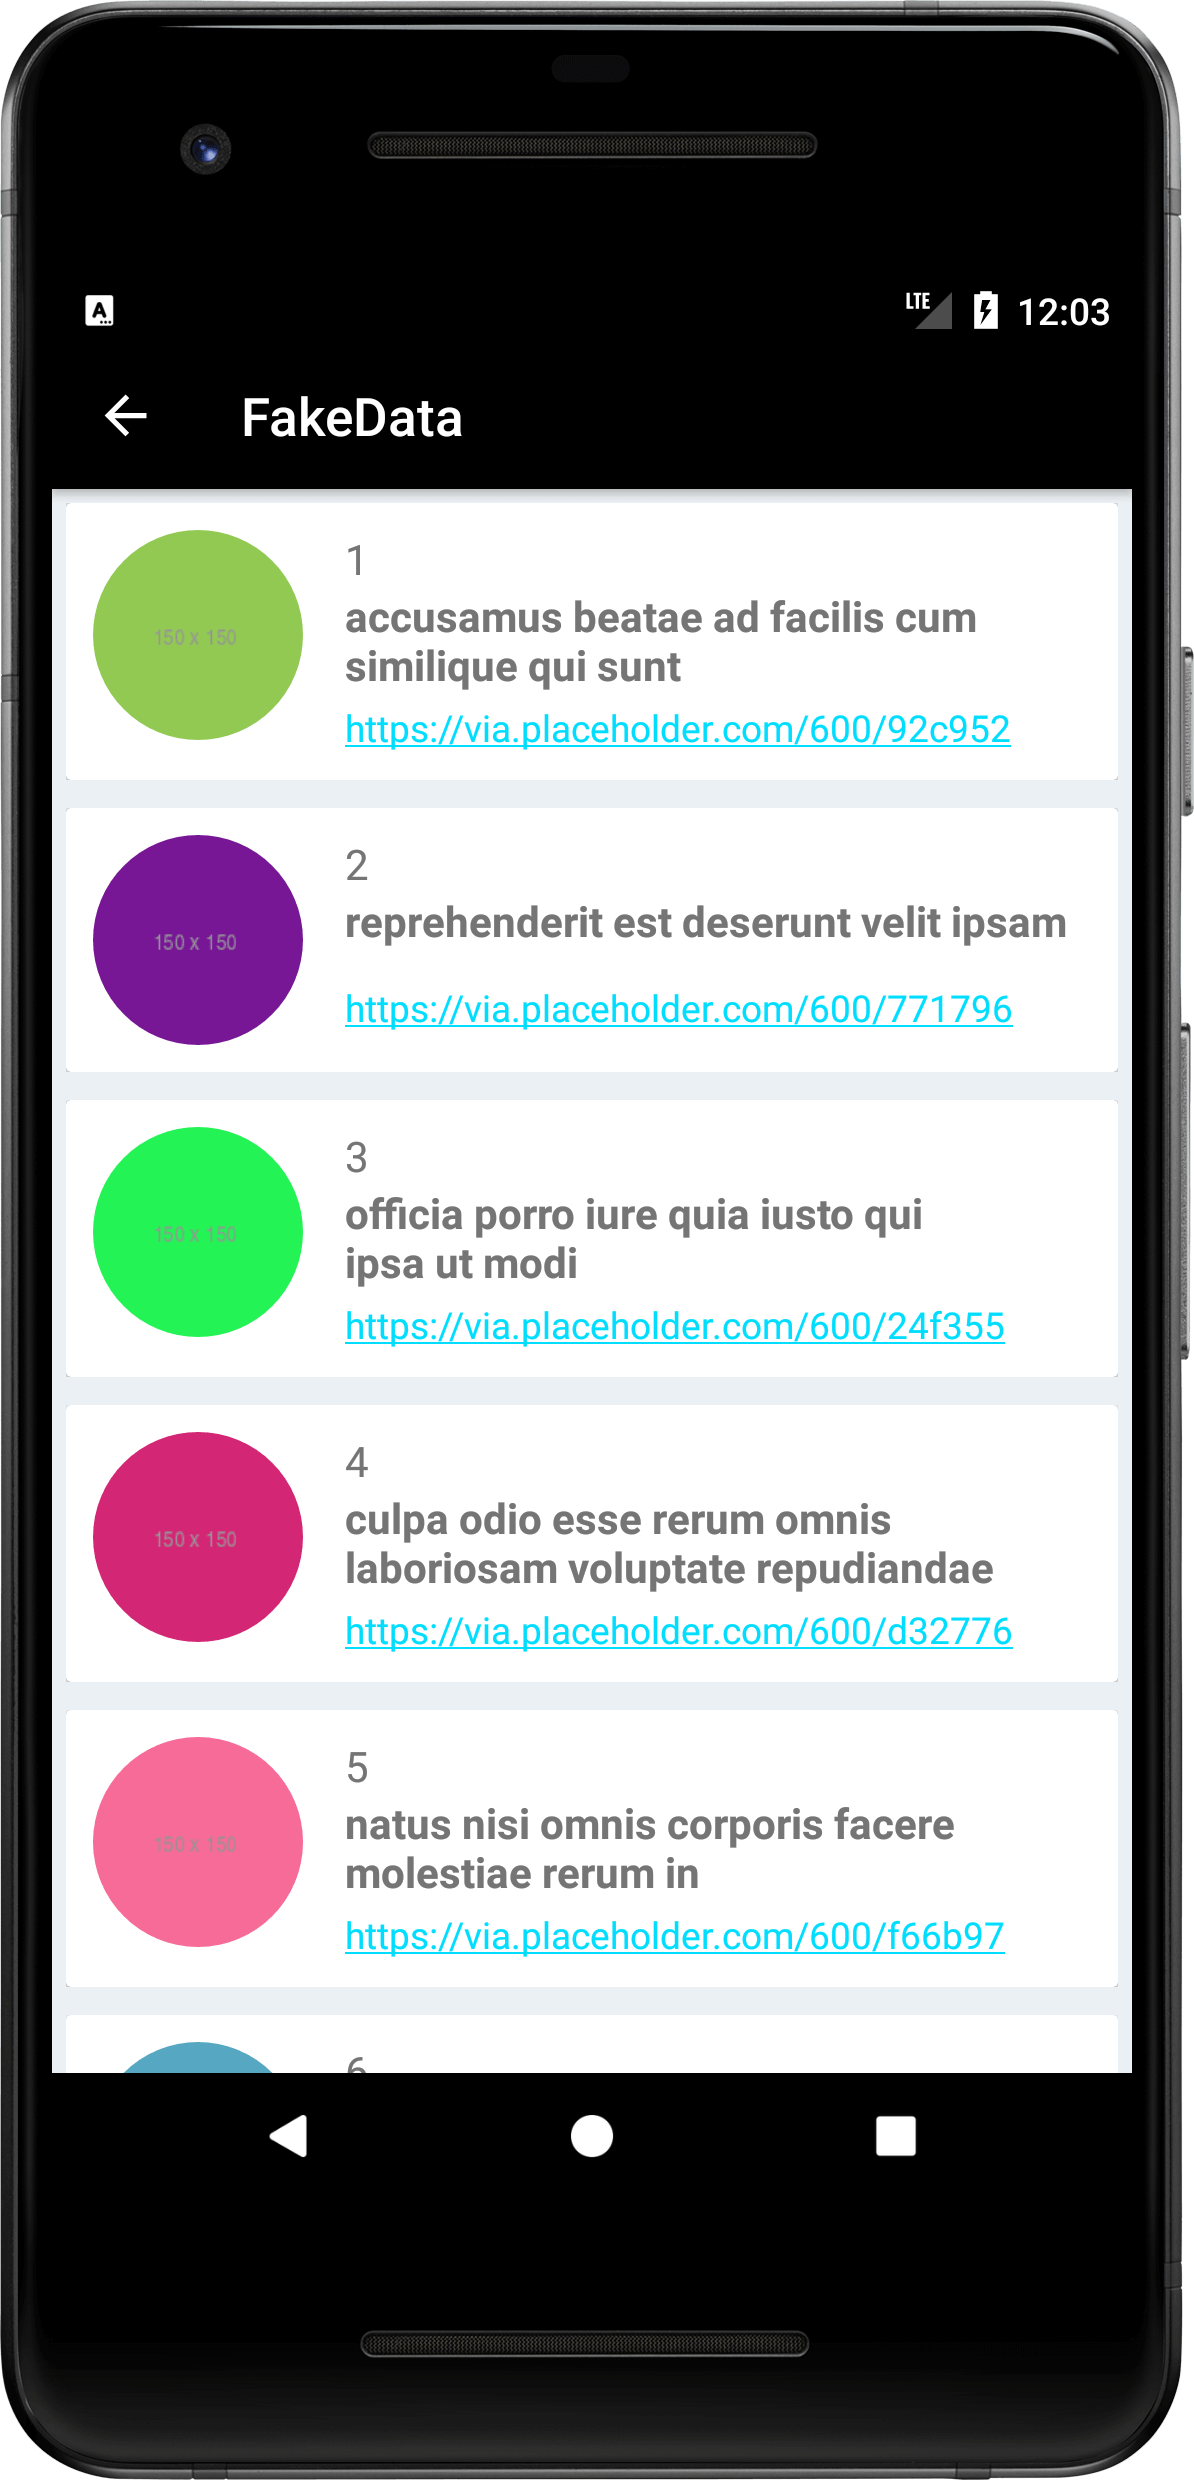 A
LTE 12:03
FakeData
150 x 150
1
accusamus beatae ad facilis cum
similique qui sunt
https://via.placeholder.com/600/92c952
150 x 150
2
reprehenderit est deserunt velit ipsam
https://via.placeholder.com/600/771796
150 x 150
3
officia porro iure quia iusto qui
ipsa ut modi
https://via.placeholder.com/600/24f355
150 x 150
4
culpa odio esse rerum omnis
laboriosam voluptate repudiandae
https://via.placeholder.com/600/d32776
150 x 150
5
natus nisi omnis corporis facere
molestiae rerum in
https://via.placeholder.com/600/f66b97
6